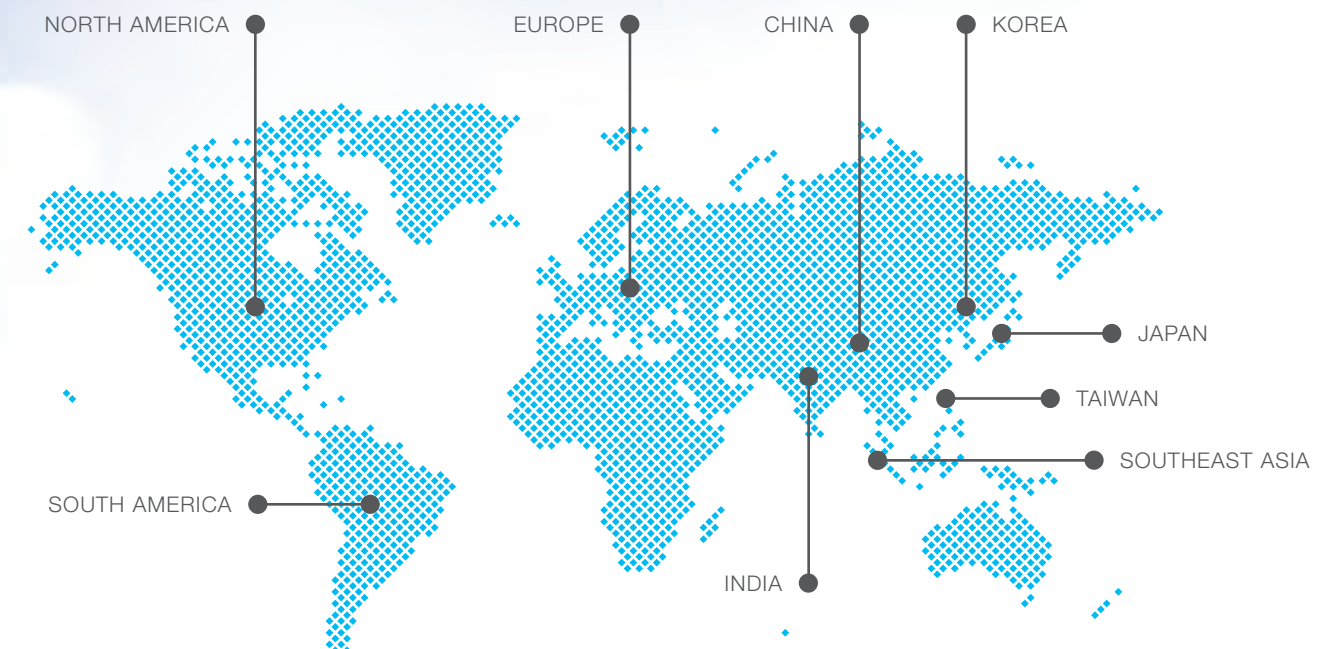 NORTH AMERICA
EUROPE
CHINA
KOREA
JAPAN
TAIWAN
SOUTHEAST ASIA
SOUTH AMERICA
INDIA